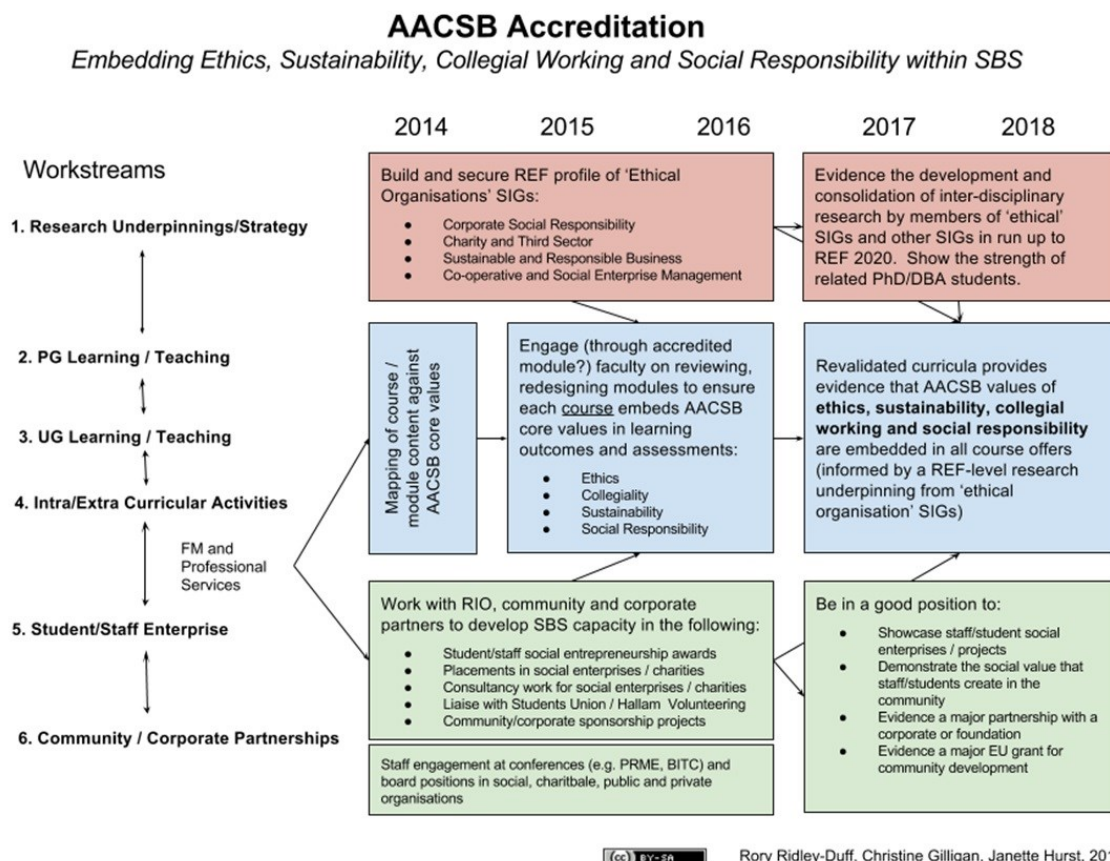 AACSB Accreditation
Embedding Ethics, Sustainability, Collegial Working and Social Responsibility within SBS
2014
2015
2016
2017
2018
Workstreams
1. Research Underpinnings/Strategy
2. PG Learning / Teaching
3. UG Learning / Teaching
4. Intra/Extra Curricular Activities
FM and
Professional
Services
5. Student/Staff Enterprise
6. Community / Corporate Partnerships
Build and secure REF profile of ‘Ethical
Organisations’ SIGs:
● Corporate Social Responsibility
● Charity and Third Sector
● Sustainable and Responsible Business
● Co-operative and Social Enterprise Management
Evidence the development and
consolidation of inter-disciplinary
research by members of ‘ethical’
SIGs and other SIGs in run up to
REF 2020. Show the strength of
related PhD/DBA students.
Mapping of course /
module content against
AACSB core values
Engage (through accredited
module?) faculty on reviewing,
redesigning modules to ensure
each course embeds AACSB
core values in learning
outcomes and assessments:
● Ethics
● Collegiality
● Sustainability
● Social Responsibility
Revalidated curricula provides
evidence that AACSB values of
ethics, sustainability, collegial
working and social responsibility
are embedded in all course offers
(informed by a REF-level research
underpinning from ‘ethical
organisation’ SIGs)
Work with RIO, community and corporate
partners to develop SBS capacity in the following:
● Student/staff social entrepreneurship awards
● Placements in social enterprises / charities
● Consultancy work for social enterprises / charities
● Liaise with Students Union / Hallam Volunteering
● Community/corporate sponsorship projects
Staff engagement at conferences (e.g. PRME, BITC) and
board positions in social, charitbale, public and private
organisations
Be in a good position to:
● Showcase staff/student social
enterprises / projects
● Demonstrate the social value that
staff/students create in the
community
● Evidence a major partnership with a
corporate or foundation
● Evidence a major EU grant for
community development
(cc) BY-SA
Rory Ridley-Duff, Christine Gilligan, Janette Hurst,